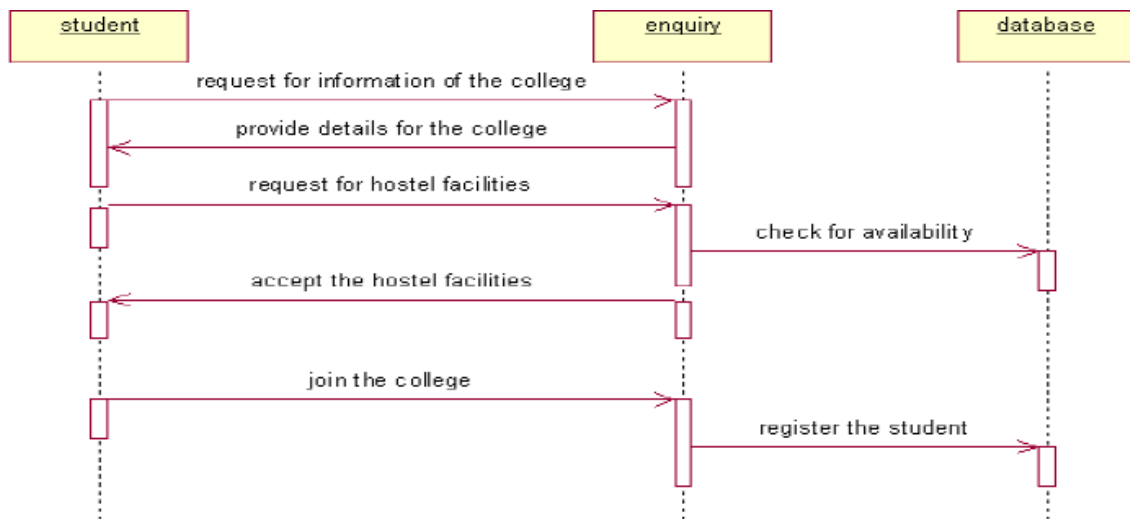 student
enquiry
database
request for information of the college
provide details for the college
request for hostel facilities
check for availability
accept the hostel facilities
join the college
register the student